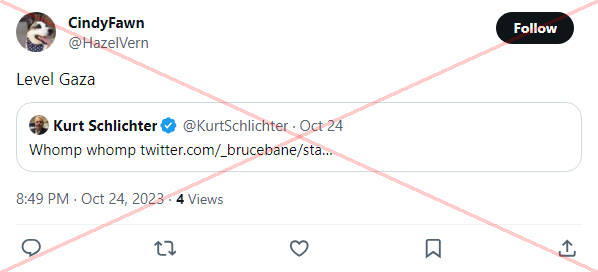 CindyFawn
@HazelVern
Follow
Level Gaza
Kurt Schlichter @KurtSchlichter · Oct 24
Whomp whomp twitter.com/_brucebane/sta...
8:49 PM · Oct 24, 2023 · 4 Views